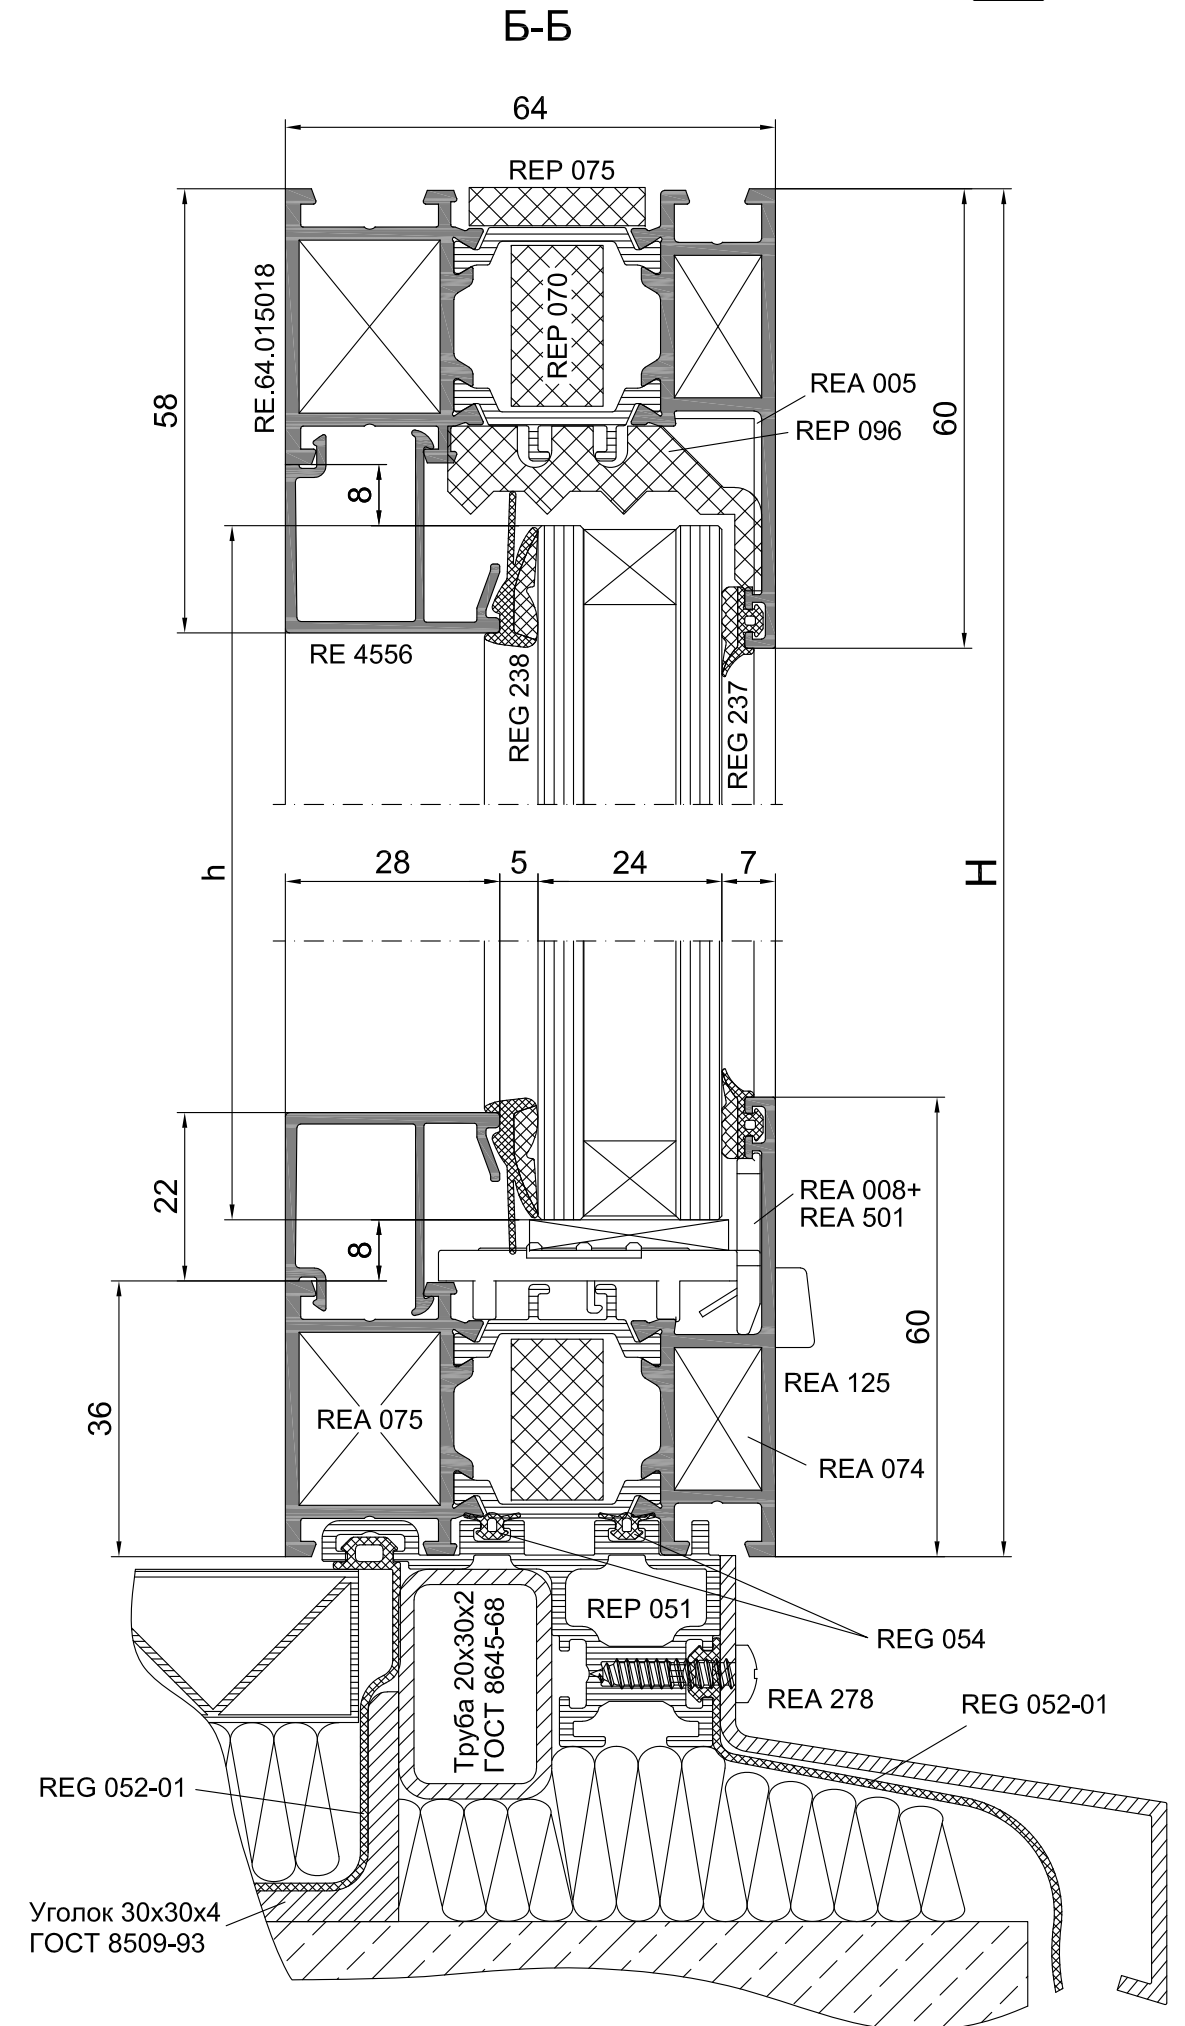 Б-Б
64
REP 075
RE.64.015018
REP 070
58
REA 005
REP 096
60
8
RE 4556
REG 238
REG 237
h
28
5
24
7
H
22
8
REA 008+
REA 501
60
36
REA 075
REA 125
REA 074
REP 051
REG 054
Труба 20x30x2
ГОСТ 8645-68
REA 278
REG 052-01
REG 052-01
Уголок 30x30x4
ГОСТ 8509-93